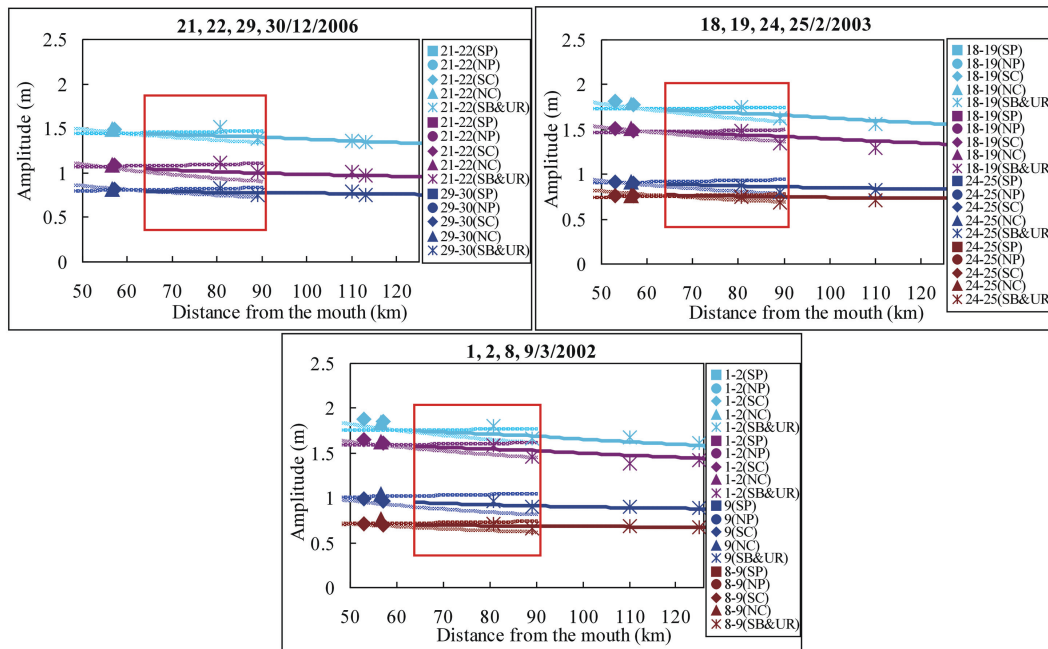 21, 22, 29, 30/12/2006
2.5
2
1.5
1
0.5
0
Amplitude (m)
50 60 70 80 90 100 110 120
Distance from the mouth (km)
21-22(SP)
21-22(NP)
21-22(SC)
21-22(NC)
21-22(SB&UR)
21-22(SP)
21-22(NP)
21-22(SC)
21-22(NC)
21-22(SB&UR)
29-30(SP)
29-30(NP)
29-30(SC)
29-30(NC)
29-30(SB&UR)
18, 19, 24, 25/2/2003
2.5
2
1.5
1
0.5
0
Amplitude (m)
50 60 70 80 90 100 110 120
Distance from the mouth (km)
18-19(SP)
18-19(NP)
18-19(SC)
18-19(NC)
18-19(SB&UR)
18-19(SP)
18-19(NP)
18-19(SC)
18-19(NC)
18-19(SB&UR)
24-25(SP)
24-25(NP)
24-25(SC)
24-25(NC)
24-25(SB&UR)
24-25(SP)
24-25(NP)
24-25(SC)
24-25(NC)
24-25(SB&UR)
1, 2, 8, 9/3/2002
2.5
2
1.5
1
0.5
0
Amplitude (m)
50 60 70 80 90 100 110 120
Distance from the mouth (km)
1-2(SP)
1-2(NP)
1-2(SC)
1-2(NC)
1-2(SB&UR)
1-2(SP)
1-2(NP)
1-2(SC)
1-2(NC)
1-2(SB&UR)
9(SP)
9(NP)
9(SC)
9(NC)
9(SB&UR)
8-9(SP)
8-9(NP)
8-9(SC)
8-9(NC)
8-9(SB&UR)